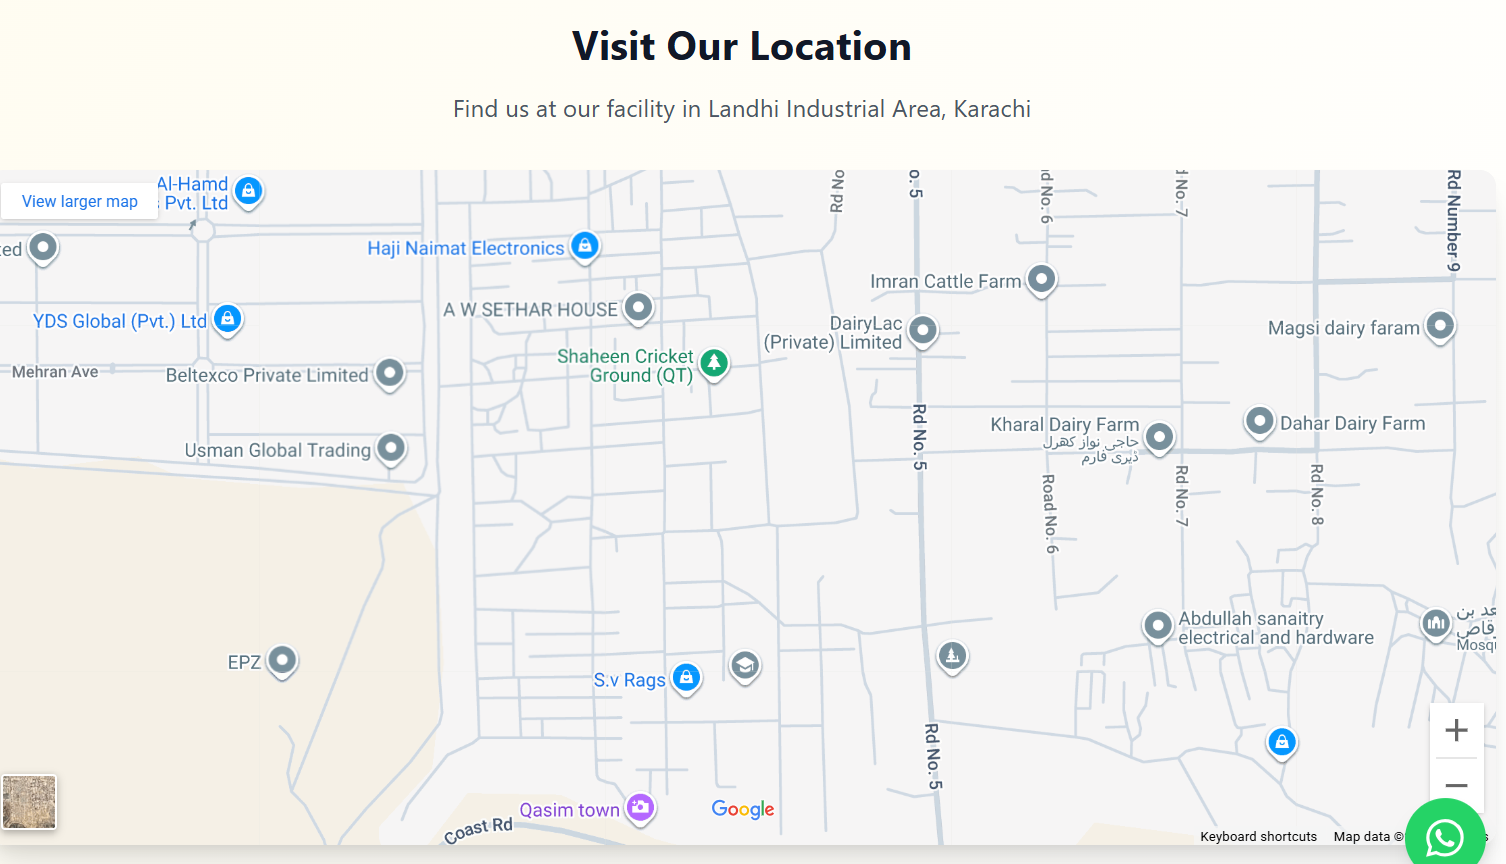 Visit Our Location
Find us at our facility in Landhi Industrial Area, Karachi
View larger map
Al-Hamd
Pvt. Ltd
Rd No
o. 5
d No. 6
d No. 7
Rd Number 9
Haji Naimat Electronics
Imran Cattle Farm
A W SETHAR HOUSE
YDS Global (Pvt.) Ltd
DairyLac
(Private) Limited
Magsi dairy faram
Shaheen Cricket
Ground (QT)
Mehran Ave
Beltexco Private Limited
Rd No. 5
Kharal Dairy Farm
حاجی نواز کھرل
ڈیری فارم
Dahar Dairy Farm
Usman Global Trading
Road No. 6
Rd No. 7
Rd No. 8
Abdullah sanaitry
electrical and hardware
EPZ
S.v Rags
Rd No. 5
Qasim town
Coast Rd
Google
Keyboard shortcuts
Map data ©